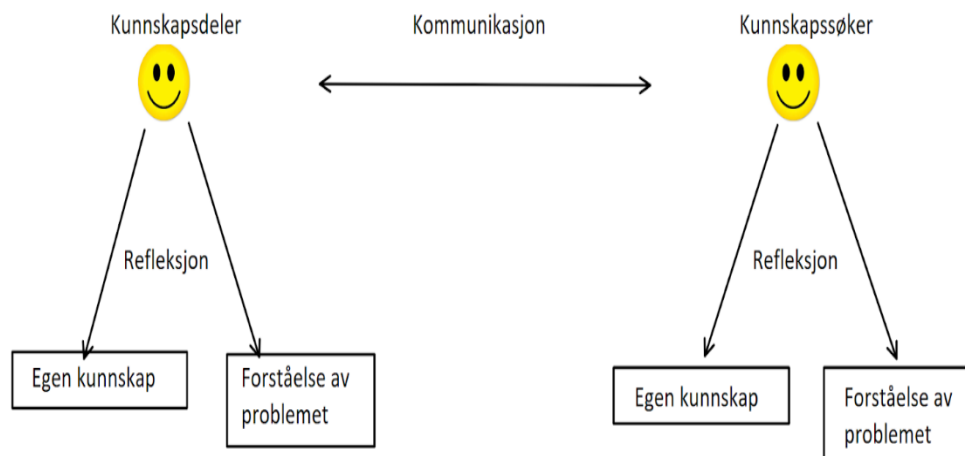 Kunnskapsdeler
Kommunikasjon
Kunnskapssøker
Refleksjon
Refleksjon
Egen kunnskap
Forståelse av
problemet
Egen kunnskap
Forståelse av
problemet